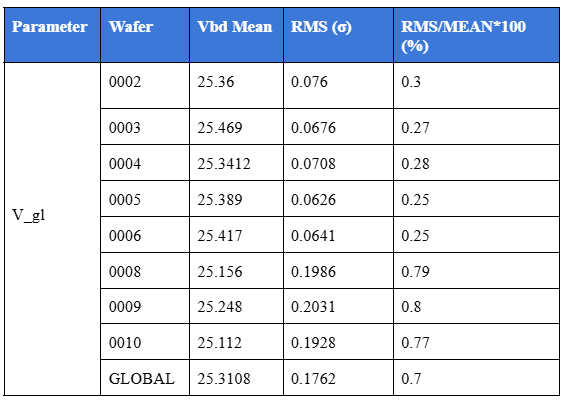 Parameter Wafer Vbd Mean RMS (σ) RMS/MEAN*100
(%)
0002 25.36 0.076 0.3
0003 25.469 0.0676 0.27
0004 25.3412 0.0708 0.28
0005 25.389 0.0626 0.25
V_gl
0006 25.417 0.0641 0.25
0008 25.156 0.1986 0.79
0009 25.248 0.2031 0.8
0010 25.112 0.1928 0.77
GLOBAL 25.3108 0.1762 0.7